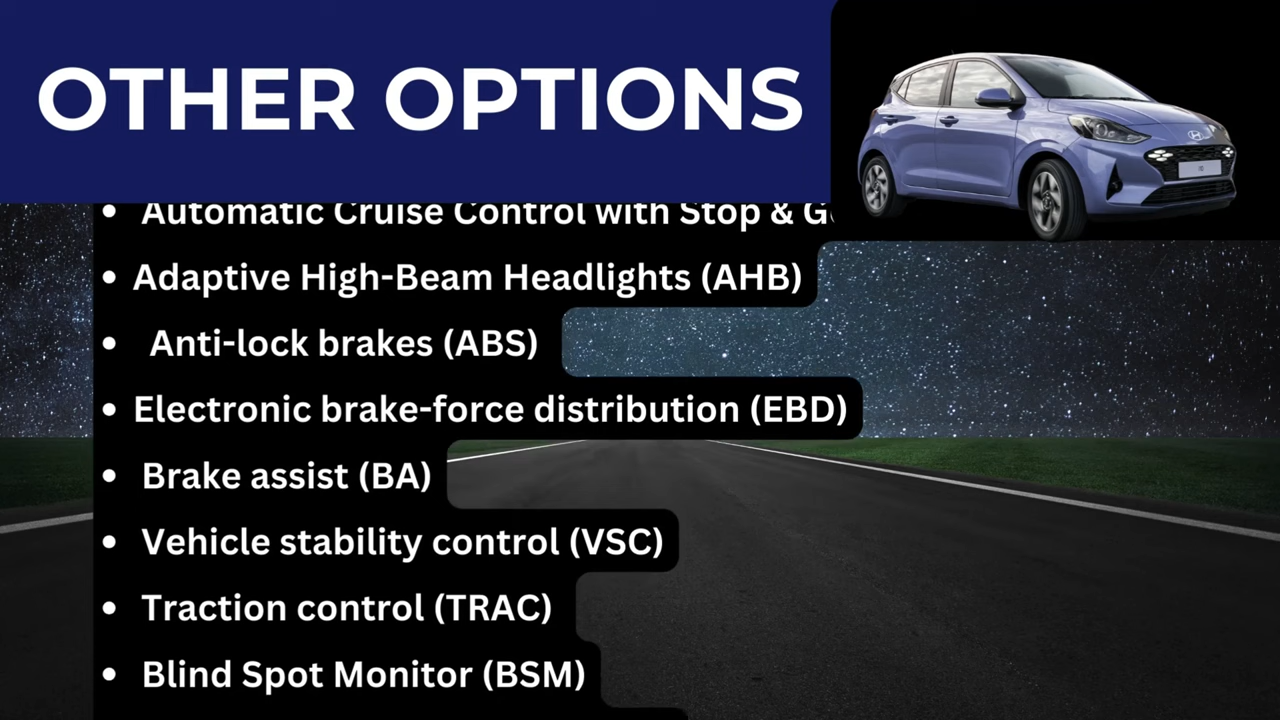 OTHER OPTIONS
• Automatic Cruise Control with Stop &
• Adaptive High-Beam Headlights (AHB)
• Anti-lock brakes (ABS)
• Electronic brake-force distribution (EBD)
• Brake assist (BA)
• Vehicle stability control (VSC)
• Traction control (TRAC)
• Blind Spot Monitor (BSM)